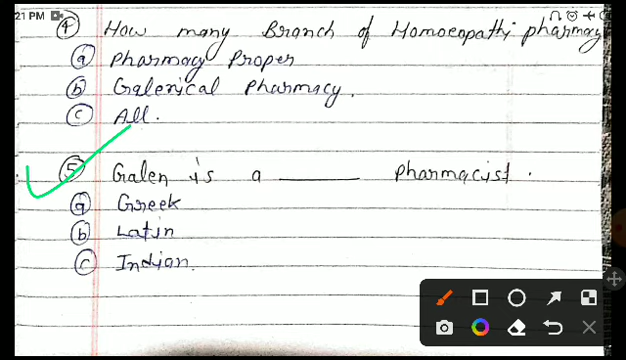 21 PM
④ How many Branch of Homoeopathi pharmacy
ⓐ Pharmacy Proper
ⓑ Galenical Pharmacy.
ⓒ All.
⑤ Galen is a ______ pharmacist.
ⓐ Greek
ⓑ Latin
ⓒ Indian.